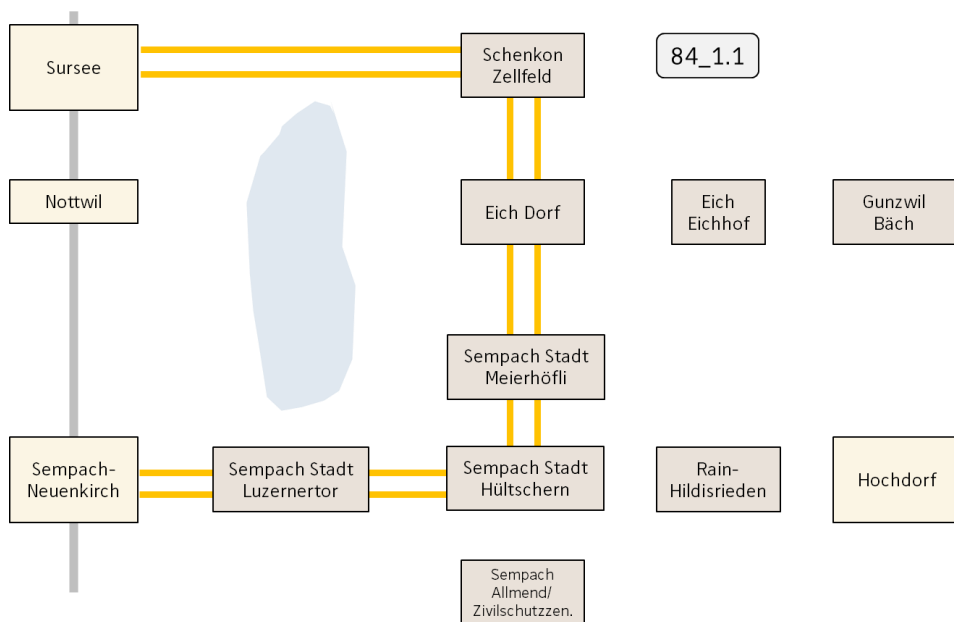 Sursee
Schenkon
Zellfeld
84_1.1
Nottwil
Eich Dorf
Eich
Eichhof
Gunzwil
Bäch
Sempach Stadt
Meierhöfli
Sempach-
Neuenkirch
Sempach Stadt
Luzernertor
Sempach Stadt
Hültschern
Rain-
Hildisrieden
Hochdorf
Sempach
Allmend/
Zivilschutzzen.